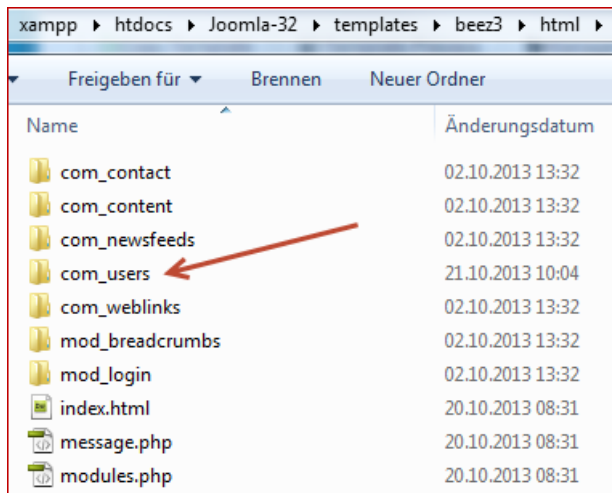 xampp ▸ htdocs ▸ Joomla-32 ▸ templates ▸ beez3 ▸ html ▸
Freigeben für ▼ Brennen Neuer Ordner
Name Änderungsdatum
com_contact 02.10.2013 13:32
com_content 02.10.2013 13:32
com_newsfeeds 02.10.2013 13:32
com_users 21.10.2013 10:04
com_weblinks 02.10.2013 13:32
mod_breadcrumbs 02.10.2013 13:32
mod_login 02.10.2013 13:32
index.html 20.10.2013 08:31
message.php 20.10.2013 08:31
modules.php 20.10.2013 08:31